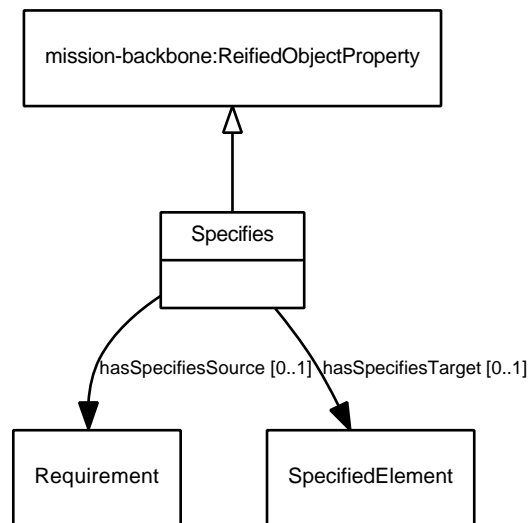 mission-backbone:ReifiedObjectProperty
Specifies
hasSpecifiesSource [0..1]
hasSpecifiesTarget [0..1]
Requirement
SpecifiedElement